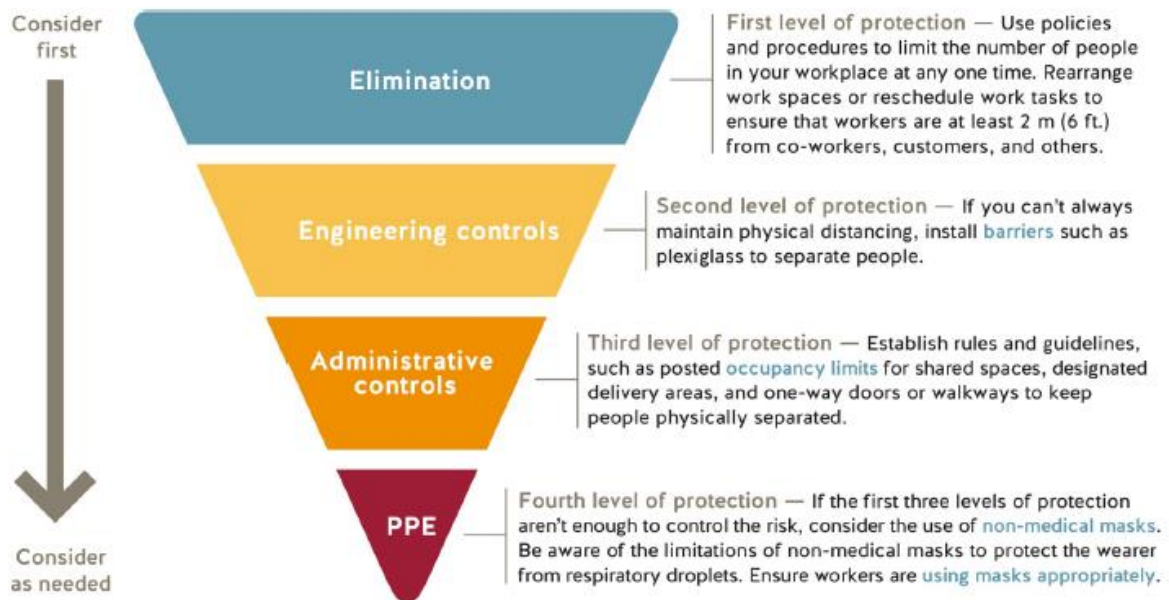 Consider
first
Elimination
First level of protection — Use policies
and procedures to limit the number of people
in your workplace at any one time. Rearrange
work spaces or reschedule work tasks to
ensure that workers are at least 2 m (6 ft.)
from co-workers, customers, and others.
Engineering controls
Second level of protection — If you can't always
maintain physical distancing, install barriers such as
plexiglass to separate people.
Administrative
controls
Third level of protection — Establish rules and guidelines,
such as posted occupancy limits for shared spaces, designated
delivery areas, and one-way doors or walkways to keep
people physically separated.
PPE
Fourth level of protection — If the first three levels of protection
aren't enough to control the risk, consider the use of non-medical masks.
Be aware of the limitations of non-medical masks to protect the wearer
from respiratory droplets. Ensure workers are using masks appropriately.
Consider
as needed